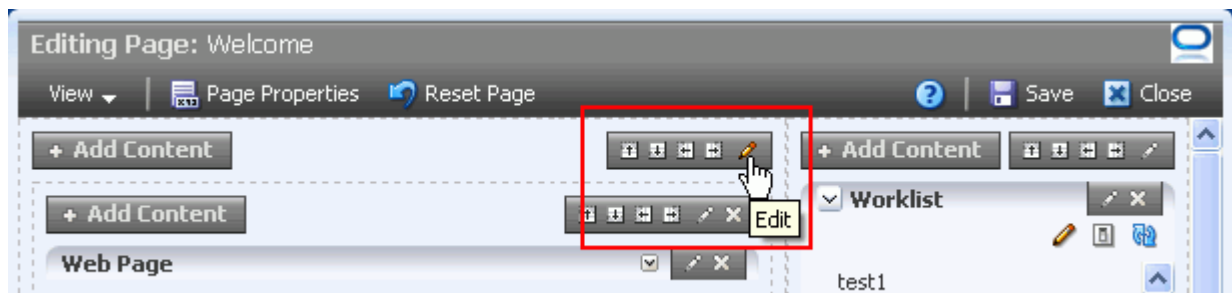 Editing Page: Welcome
View Page Properties Reset Page ? Save Close
+ Add Content + Add Content
+ Add Content Edit Worklist
Web Page
test1